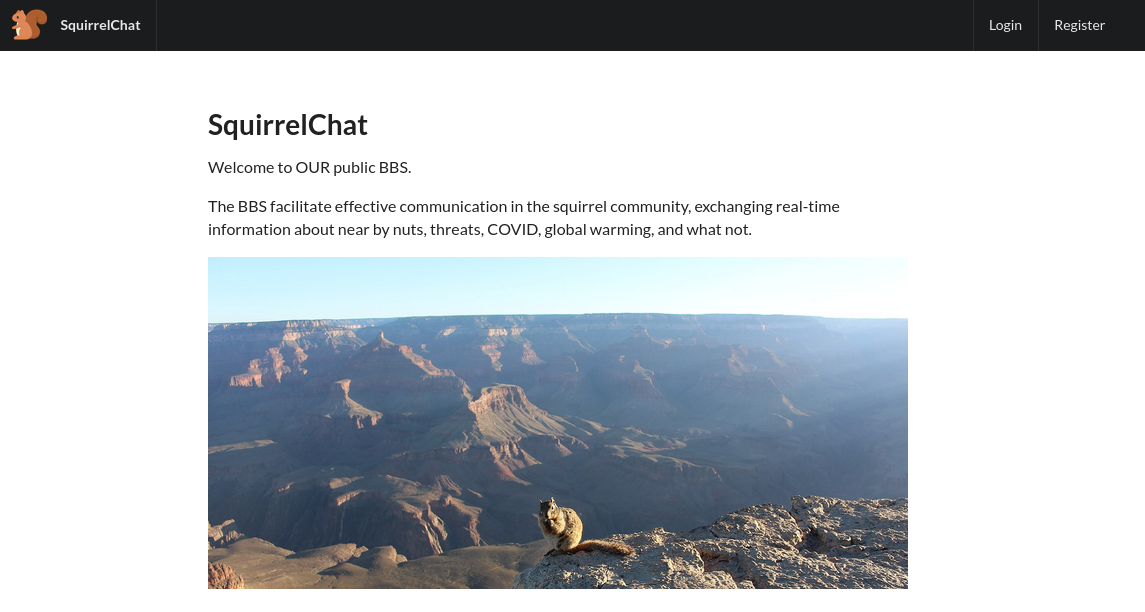 SquirrelChat
Login
Register
SquirrelChat
Welcome to OUR public BBS.
The BBS facilitate effective communication in the squirrel community, exchanging real-time
information about near by nuts, threats, COVID, global warming, and what not.